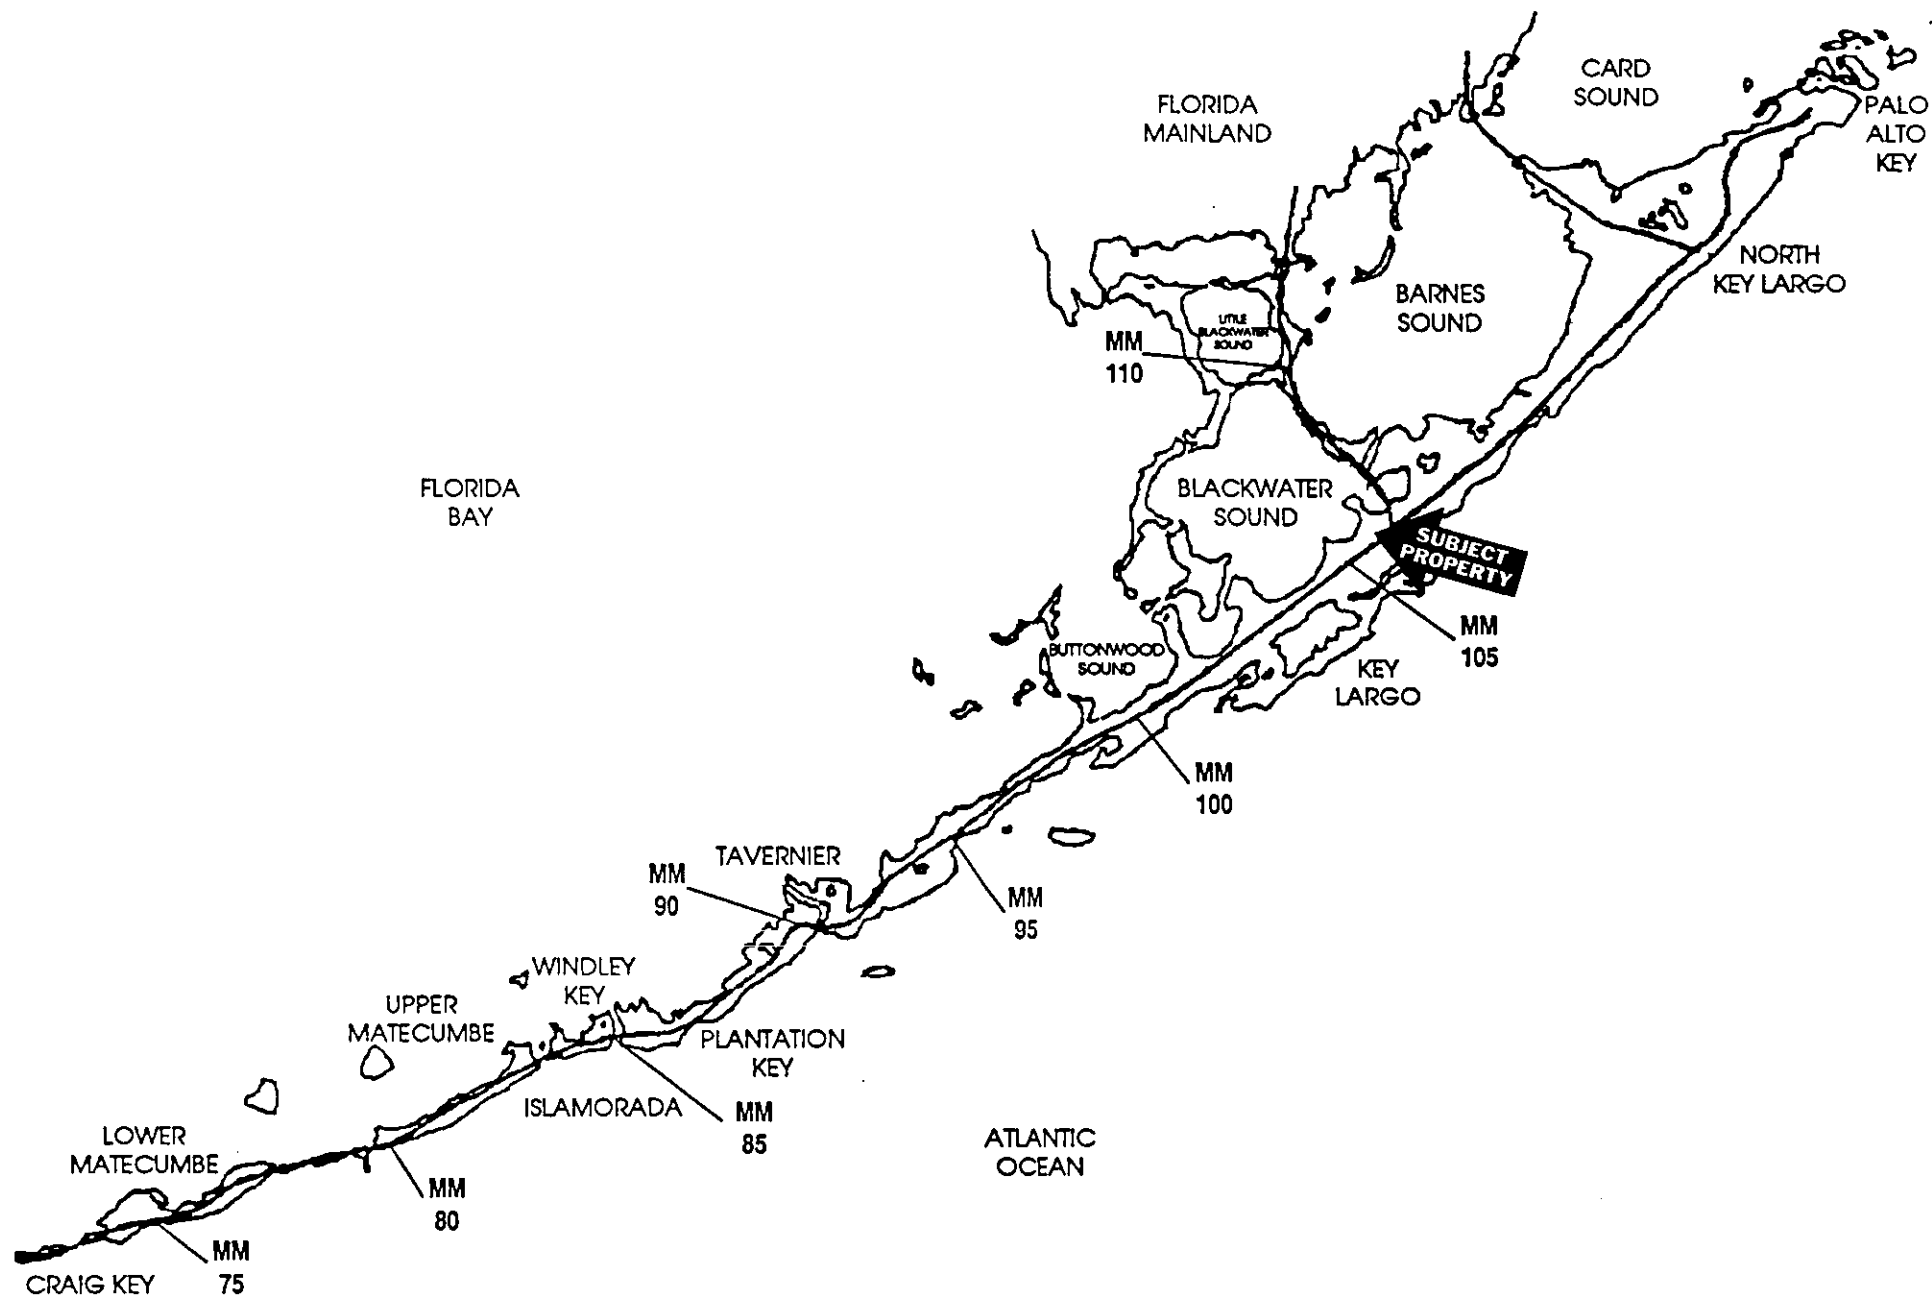 CARD
SOUND
FLORIDA
MAINLAND
PALO
ALTO
KEY
NORTH
KEY LARGO
BARNES
SOUND
LITTLE
BLACKWATER
SOUND
MM
110
FLORIDA
BAY
BLACKWATER
SOUND
SUBJECT
PROPERTY
MM
105
BUTTONWOOD
SOUND
KEY
LARGO
MM
100
TAVERNIER
MM
90
MM
95
WINDLEY
KEY
UPPER
MATECUMBE
PLANTATION
KEY
ISLAMORADA
MM
85
ATLANTIC
OCEAN
LOWER
MATECUMBE
MM
80
MM
75
CRAIG KEY